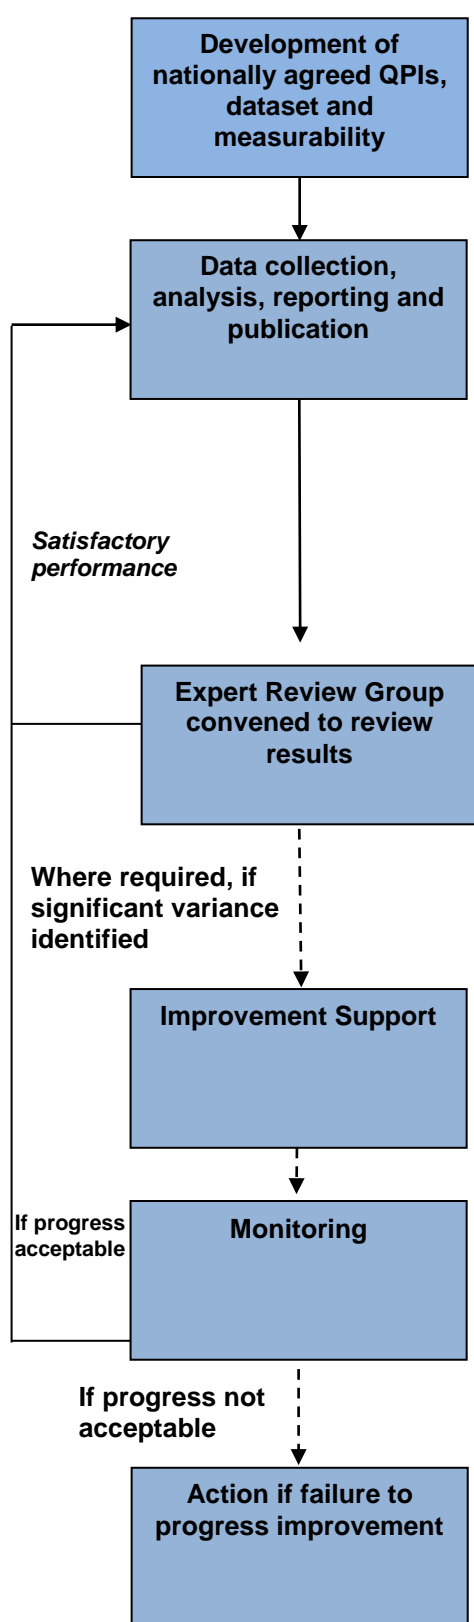 Development of
nationally agreed QPIs,
dataset and
measurability
Data collection,
analysis, reporting and
publication
Satisfactory
performance
Expert Review Group
convened to review
results
Where required, if
significant variance
identified
Improvement Support
If progress
acceptable
Monitoring
If progress not
acceptable
Action if failure to
progress improvement